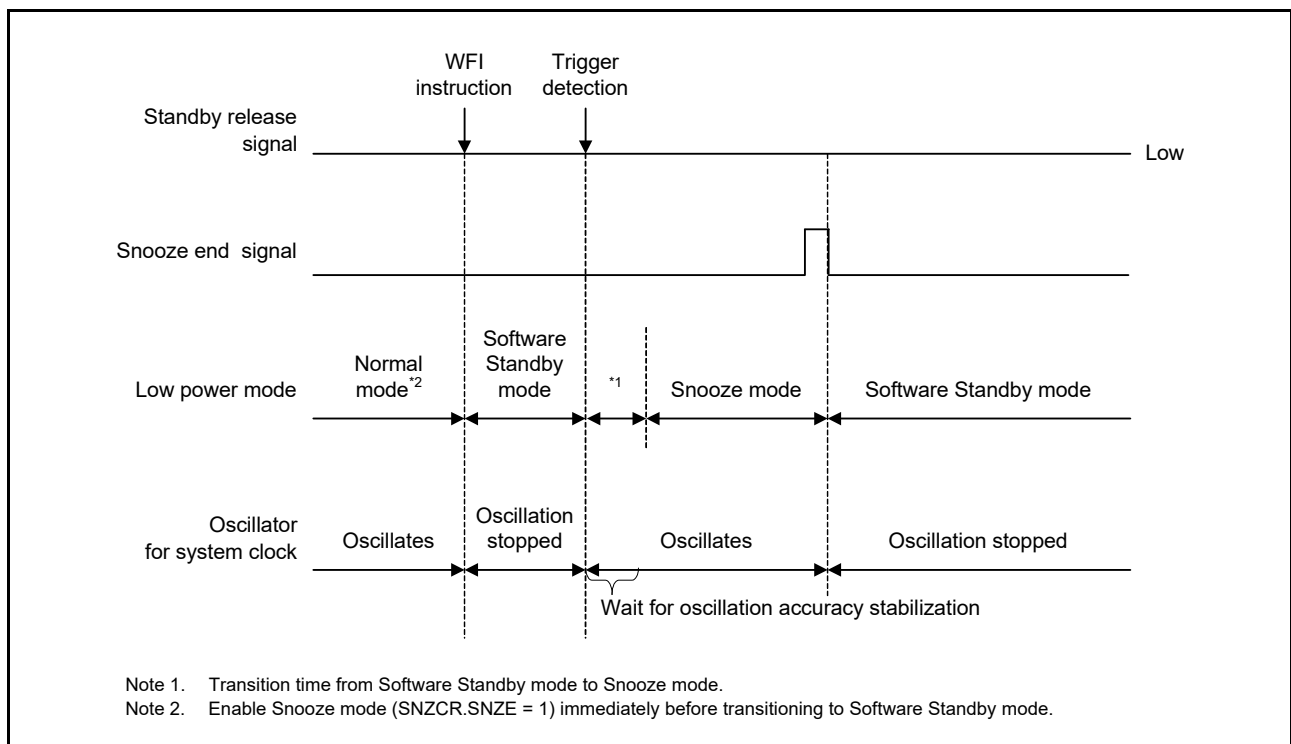 WFI
instruction
Trigger
detection
Standby release
signal
Low
Snooze end signal
Low power mode
Normal
mode*2
Software
Standby
mode
*1
Snooze mode
Software Standby mode
Oscillator
for system clock
Oscillates
Oscillation
stopped
Oscillates
Oscillation stopped
Wait for oscillation accuracy stabilization
Note 1. Transition time from Software Standby mode to Snooze mode.
Note 2. Enable Snooze mode (SNZCR.SNZE = 1) immediately before transitioning to Software Standby mode.